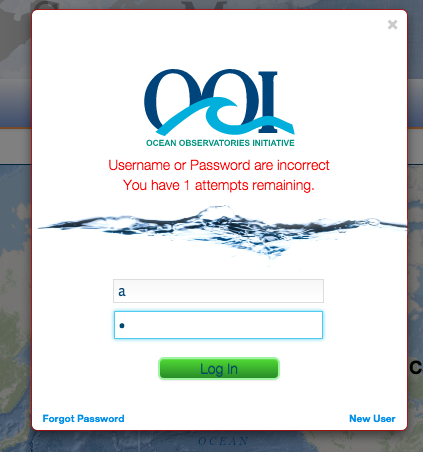 ×
OOI
OCEAN OBSERVATORIES INITIATIVE
Username or Password are incorrect
You have 1 attempts remaining.
a
•
Log In
Forgot Password
New User
OCEAN